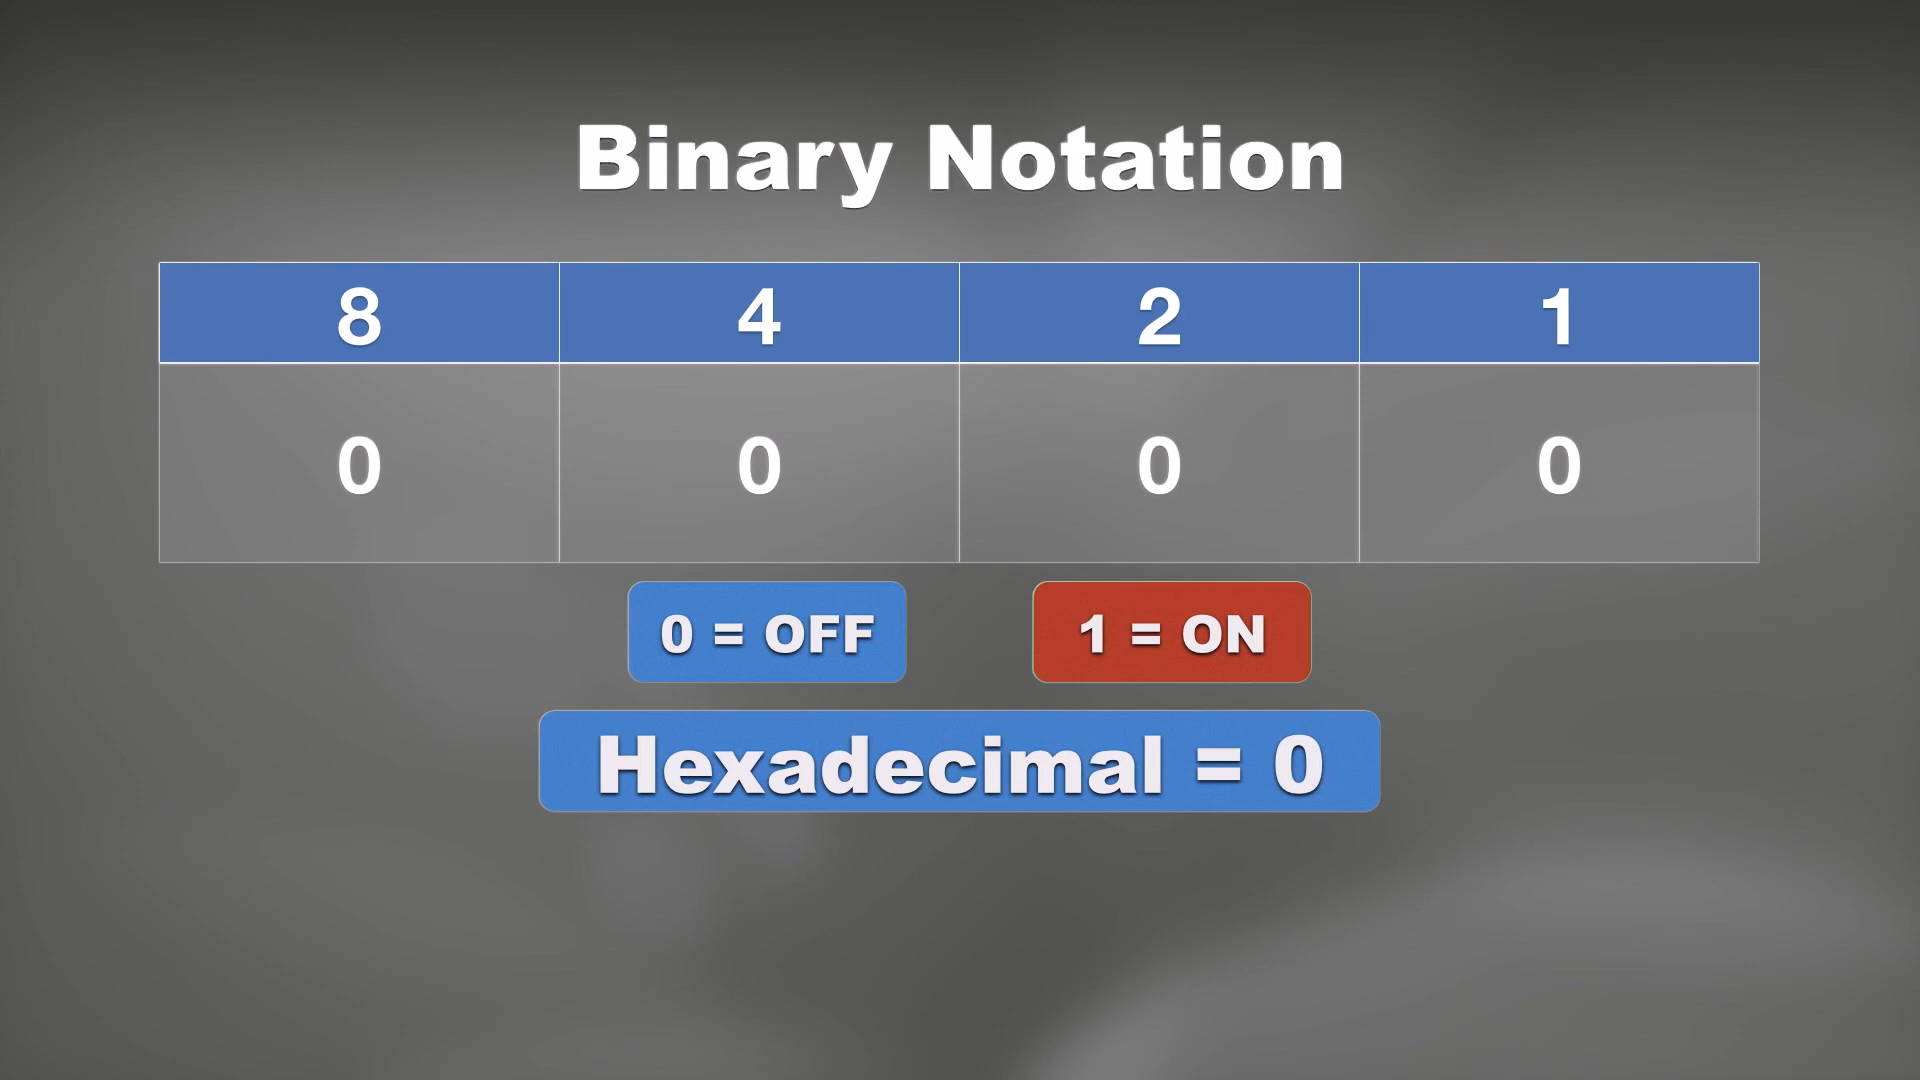 Binary Notation
8 4 2 1
0 0 0 0
0 = OFF 1 = ON
Hexadecimal = 0